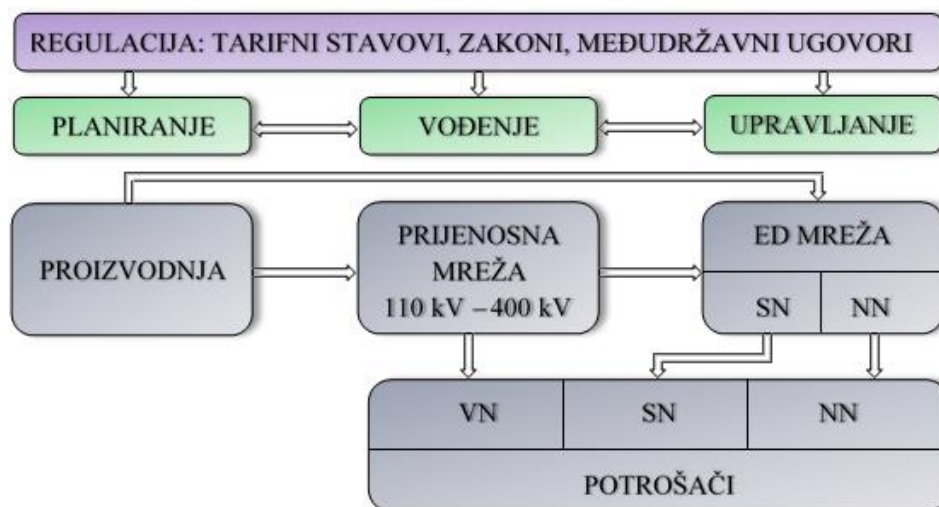 REGULACIJA: TARIFNI STAVOVI, ZAKONI, MEĐUDRŽAVNI UGOVORI
PLANIRANJE
VOĐENJE
UPRAVLJANJE
PROIZVODNJA
PRIJENOSNA
MREŽA
110 kV – 400 kV
ED MREŽA
SN
NN
VN
SN
NN
POTROŠAČI